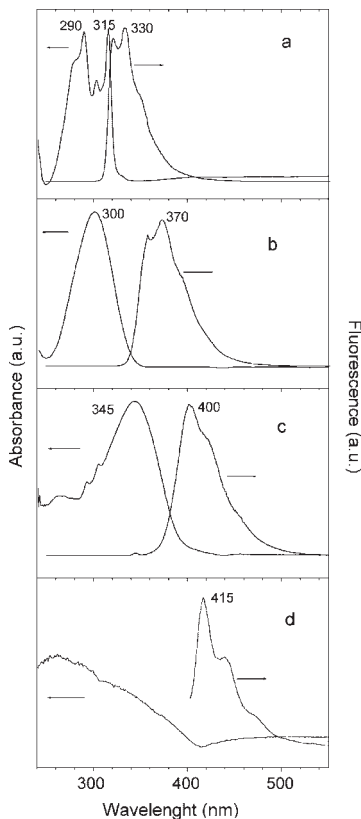 290 315 330
a
300
370
b
345
400
c
415
d
Absorbance (a.u.)
Fluorescence (a.u.)
300 400 500
Wavelenght (nm)